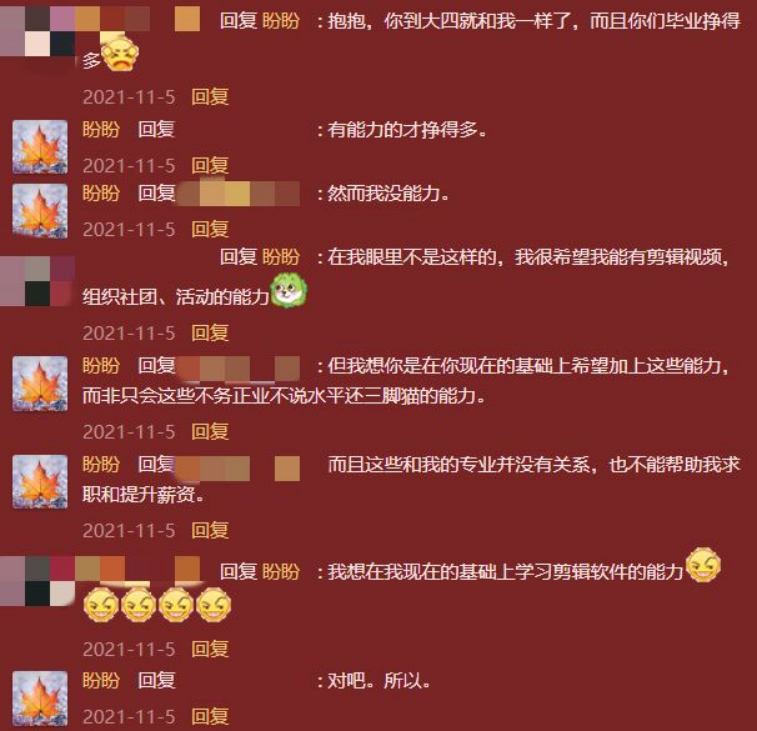 回复 盼盼 ：抱抱，你到大四就和我一样了，而且你们毕业挣得
多
2021-11-5 回复
盼盼 回复 ：有能力的才挣得多。
2021-11-5 回复
盼盼 回复 ：然而我没能力。
2021-11-5 回复
回复 盼盼 ：在我眼里不是这样的，我很希望我能有剪辑视频，
组织社团、活动的能力
2021-11-5 回复
盼盼 回复 ：但我想你是在你现在的基础上希望加上这些能力，
而非只会这些不务正业不说水平还三脚猫的能力。
2021-11-5 回复
盼盼 回复 而且这些和我的专业并没有关系，也不能帮助我求
职和提升薪资。
2021-11-5 回复
回复 盼盼 ：我想在我现在的基础上学习剪辑软件的能力
2021-11-5 回复
盼盼 回复 ：对吧。所以。
2021-11-5 回复